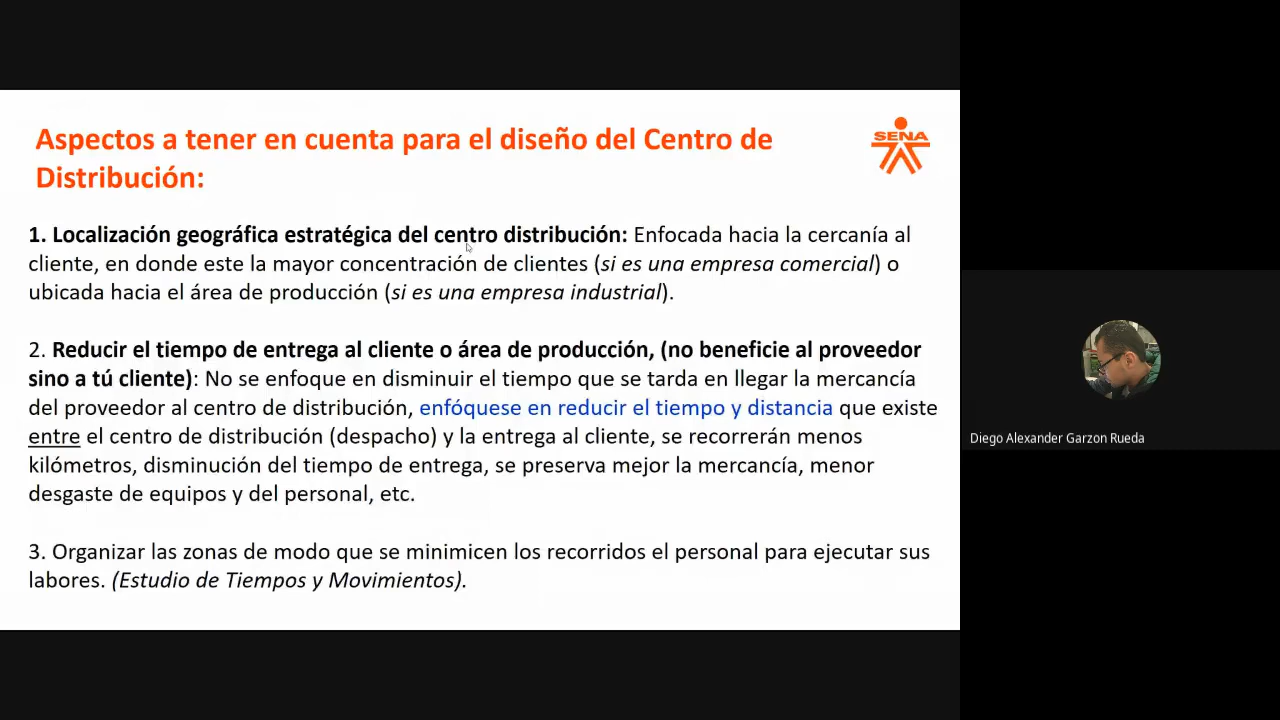 Aspectos a tener en cuenta para el diseño del Centro de
Distribución:
SENA
1. Localización geográfica estratégica del centro distribución: Enfocada hacia la cercanía al
cliente, en donde este la mayor concentración de clientes (si es una empresa comercial) o
ubicada hacia el área de producción (si es una empresa industrial).
2. Reducir el tiempo de entrega al cliente o área de producción, (no beneficie al proveedor
sino a tú cliente): No se enfoque en disminuir el tiempo que se tarda en llegar la mercancía
del proveedor al centro de distribución, enfóquese en reducir el tiempo y distancia que existe
entre el centro de distribución (despacho) y la entrega al cliente, se recorrerán menos
kilómetros, disminución del tiempo de entrega, se preserva mejor la mercancía, menor
desgaste de equipos y del personal, etc.
3. Organizar las zonas de modo que se minimicen los recorridos el personal para ejecutar sus
labores. (Estudio de Tiempos y Movimientos).
Diego Alexander Garzon Rueda